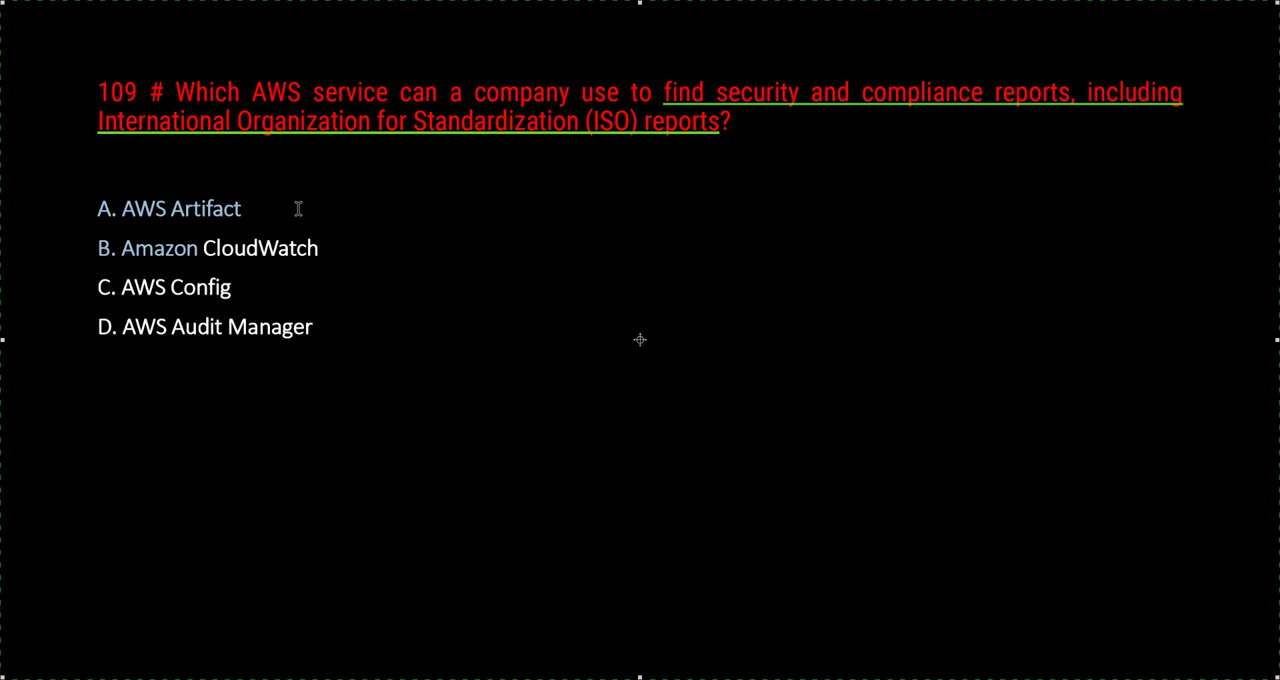 109 # Which AWS service can a company use to find security and compliance reports, including
International Organization for Standardization (ISO) reports?
A. AWS Artifact
B. Amazon CloudWatch
C. AWS Config
D. AWS Audit Manager